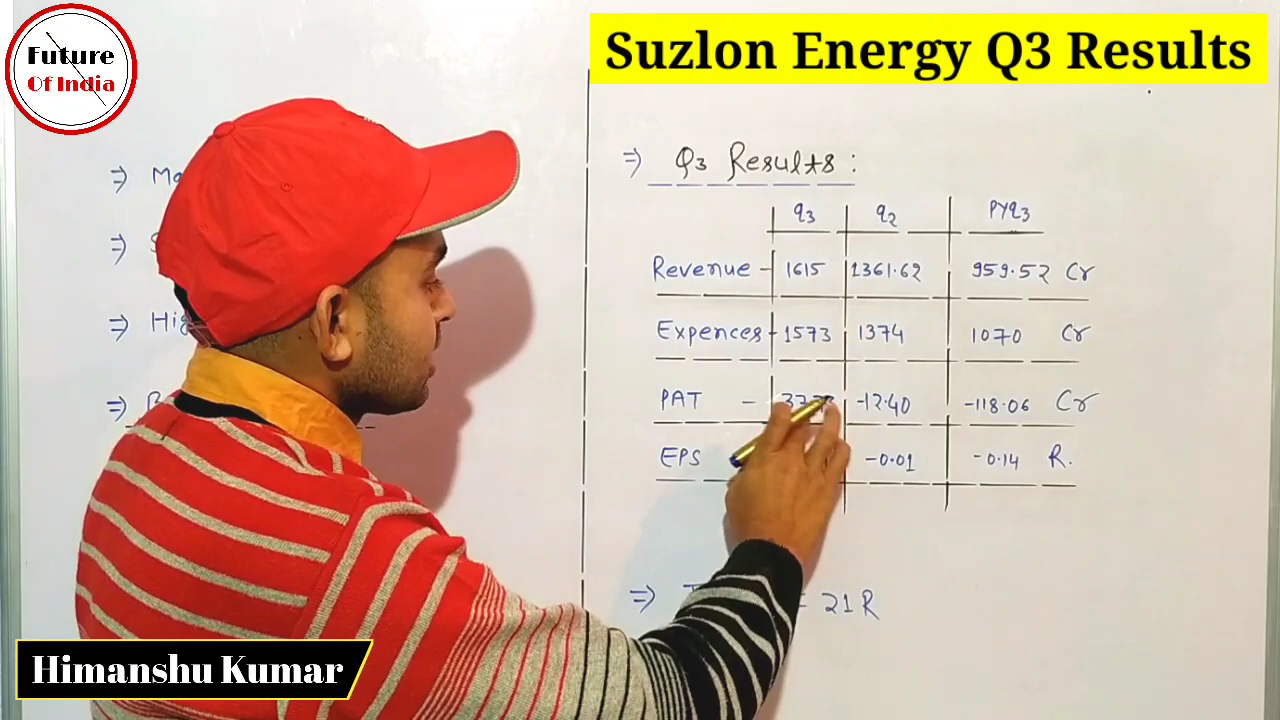 Future
Of India
Suzlon Energy Q3 Results
⇒ Q3 Results:
q3 q2 PYq3
Revenue - 1615 1361.62 959.52 Cr
Expences - 1573 1374 1070 Cr
PAT - -12.40 -118.06 Cr
EPS -0.01 -0.14 R.
⇒ = 21 R
Himanshu Kumar